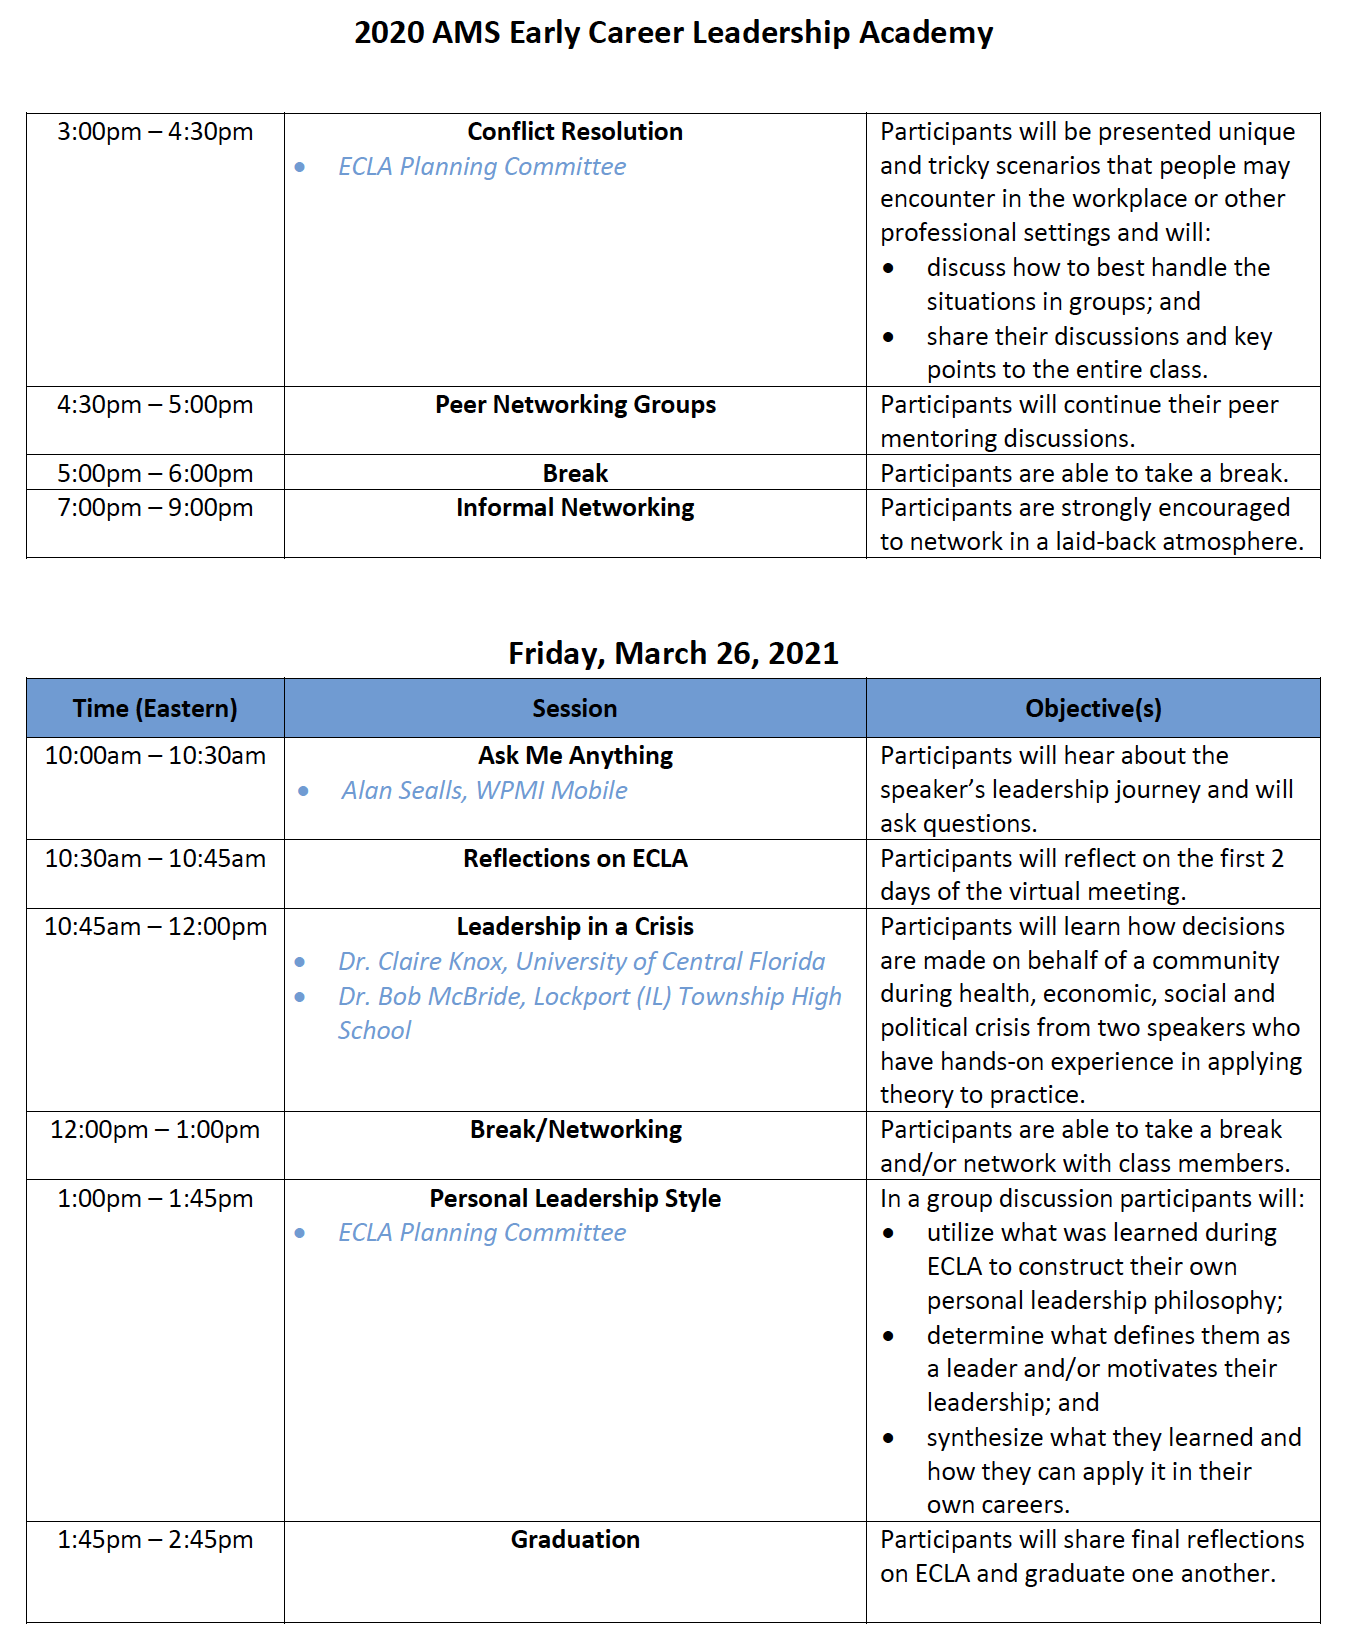 2020 AMS Early Career Leadership Academy
3:00pm – 4:30pm
Conflict Resolution
• ECLA Planning Committee
Participants will be presented unique
and tricky scenarios that people may
encounter in the workplace or other
professional settings and will:
• discuss how to best handle the
situations in groups; and
• share their discussions and key
points to the entire class.
4:30pm – 5:00pm
Peer Networking Groups
Participants will continue their peer
mentoring discussions.
5:00pm – 6:00pm
Break
Participants are able to take a break.
7:00pm – 9:00pm
Informal Networking
Participants are strongly encouraged
to network in a laid-back atmosphere.
Friday, March 26, 2021
Time (Eastern)
Session
Objective(s)
10:00am – 10:30am
Ask Me Anything
• Alan Sealls, WPMI Mobile
Participants will hear about the
speaker’s leadership journey and will
ask questions.
10:30am – 10:45am
Reflections on ECLA
Participants will reflect on the first 2
days of the virtual meeting.
10:45am – 12:00pm
Leadership in a Crisis
• Dr. Claire Knox, University of Central Florida
• Dr. Bob McBride, Lockport (IL) Township High
School
Participants will learn how decisions
are made on behalf of a community
during health, economic, social and
political crisis from two speakers who
have hands-on experience in applying
theory to practice.
12:00pm – 1:00pm
Break/Networking
Participants are able to take a break
and/or network with class members.
1:00pm – 1:45pm
Personal Leadership Style
• ECLA Planning Committee
In a group discussion participants will:
• utilize what was learned during
ECLA to construct their own
personal leadership philosophy;
• determine what defines them as
a leader and/or motivates their
leadership; and
• synthesize what they learned and
how they can apply it in their
own careers.
1:45pm – 2:45pm
Graduation
Participants will share final reflections
on ECLA and graduate one another.